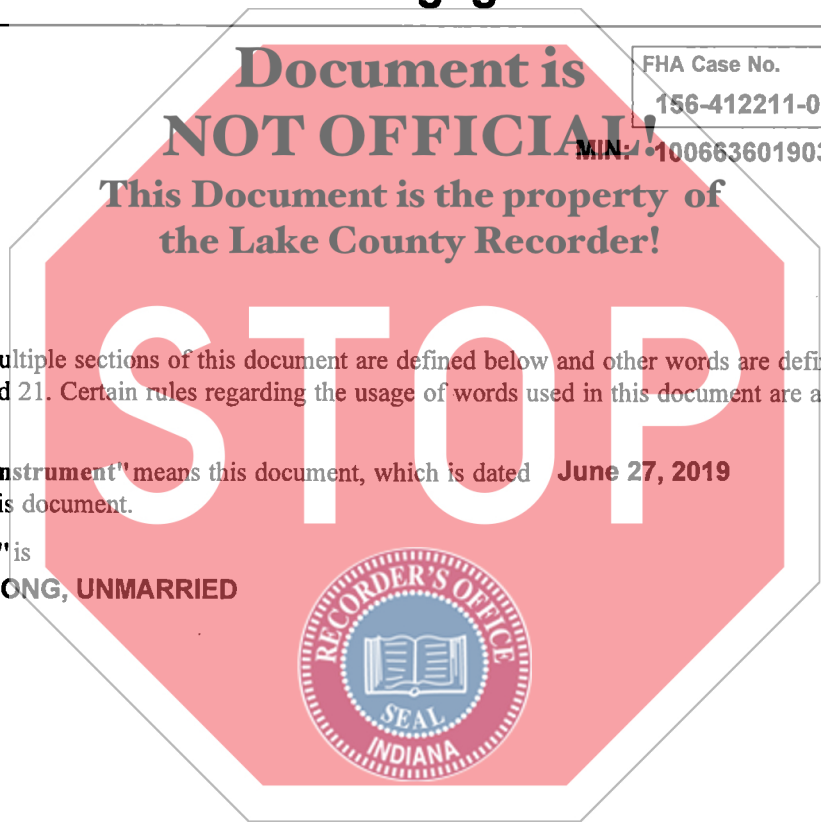 Document is
FHA Case No.
NOT OFFICIAL!
156-412211-0
MIN: 100663601903
This Document is the property of
the Lake County Recorder!
STOP
ultiple sections of this document are defined below and other words are defi
d 21. Certain rules regarding the usage of words used in this document are a
nstrument" means this document, which is dated June 27, 2019
is document.
" is
ONG, UNMARRIED
RECORDER'S OFFICE
SEAL
INDIANA